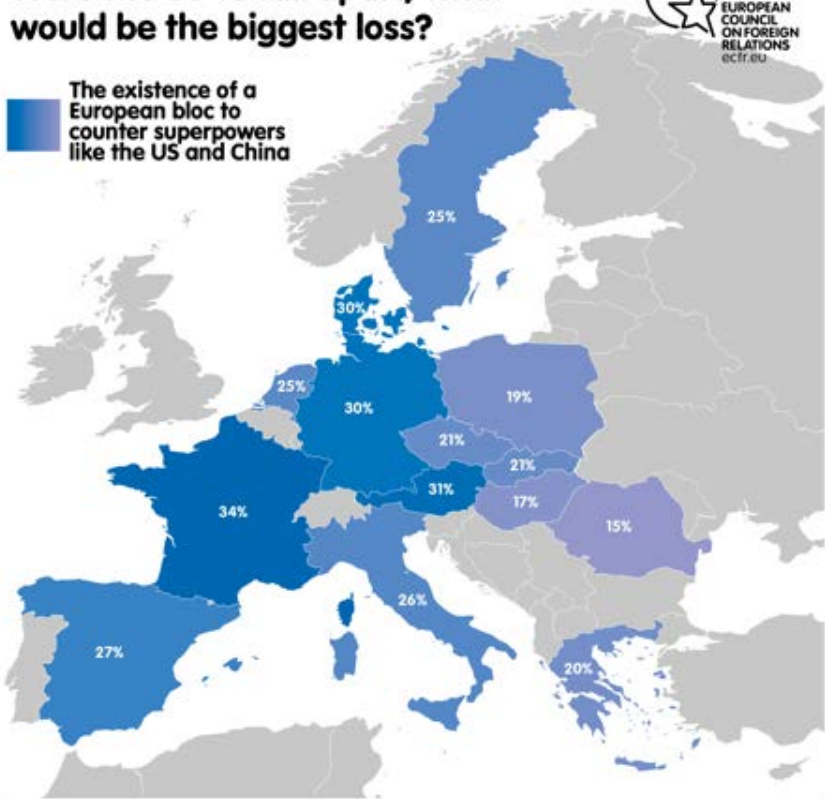 would be the biggest loss?
EUROPEAN
COUNCIL
ON FOREIGN
RELATIONS
ecfr.eu
The existence of a
European bloc to
counter superpowers
like the US and China
25%
30%
25%
30%
19%
21%
21%
31%
17%
34%
15%
26%
27%
20%